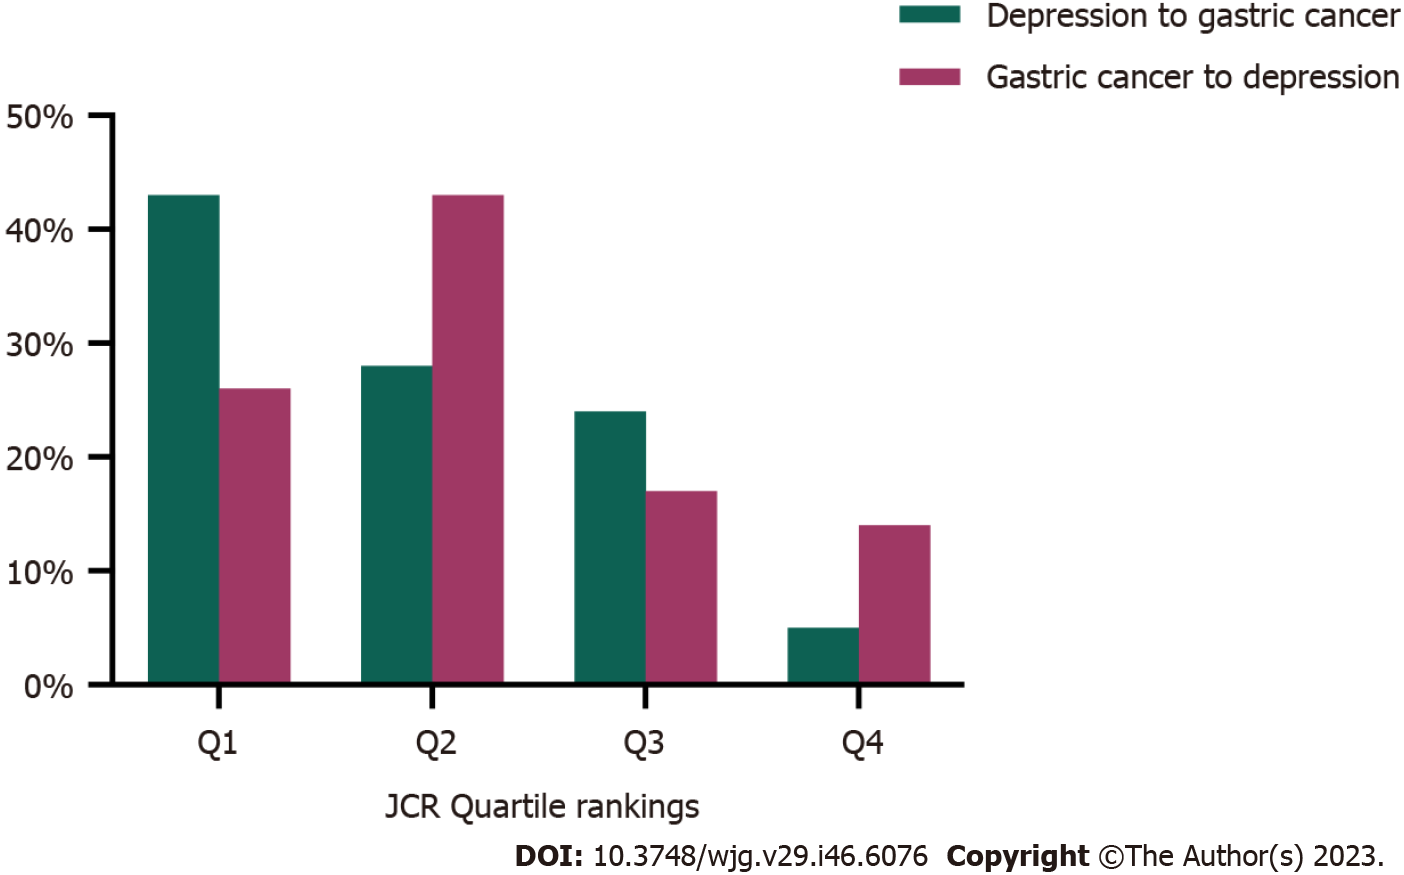 Depression to gastric cancer
Gastric cancer to depression
50%
40%
30%
20%
10%
0%
Q1 Q2 Q3 Q4
JCR Quartile rankings
DOI: 10.3748/wjg.v29.i46.6076 Copyright ©The Author(s) 2023.